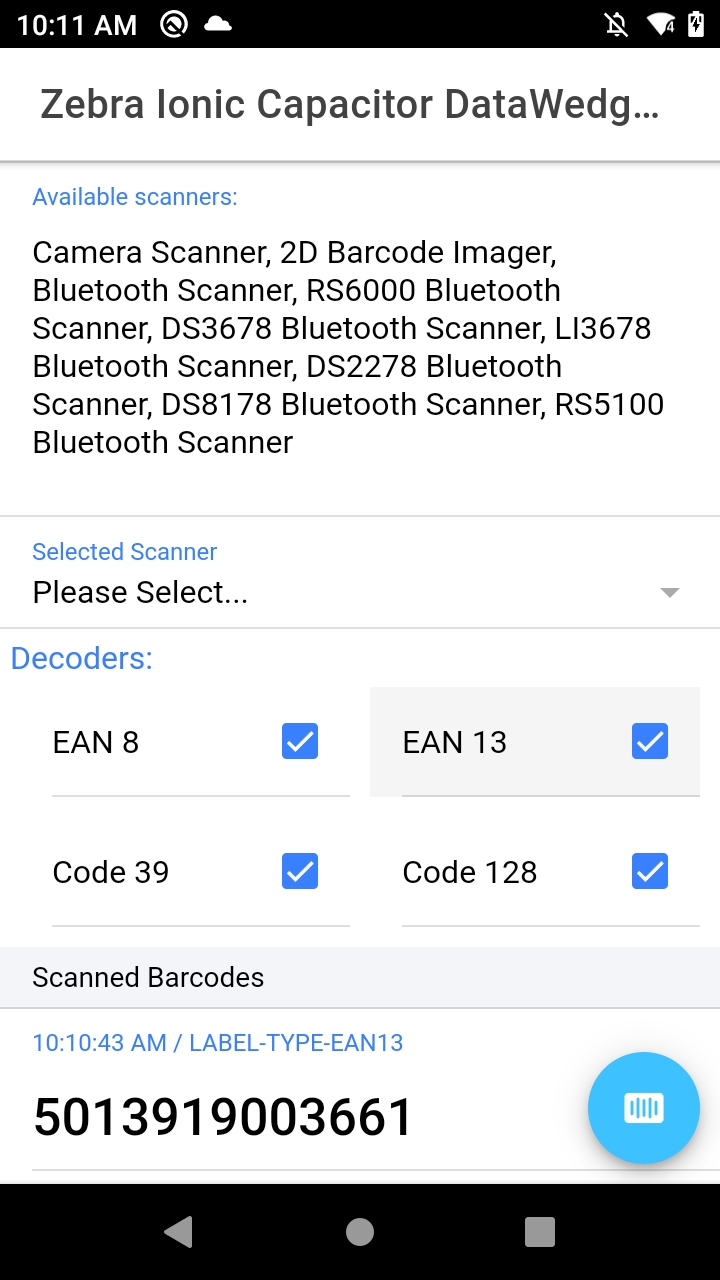 10:11 AM
4
Zebra Ionic Capacitor DataWedg...
Available scanners:
Camera Scanner, 2D Barcode Imager,
Bluetooth Scanner, RS6000 Bluetooth
Scanner, DS3678 Bluetooth Scanner, LI3678
Bluetooth Scanner, DS2278 Bluetooth
Scanner, DS8178 Bluetooth Scanner, RS5100
Bluetooth Scanner
Selected Scanner
Please Select...
Decoders:
EAN 8 EAN 13
Code 39 Code 128
Scanned Barcodes
10:10:43 AM / LABEL-TYPE-EAN13
5013919003661